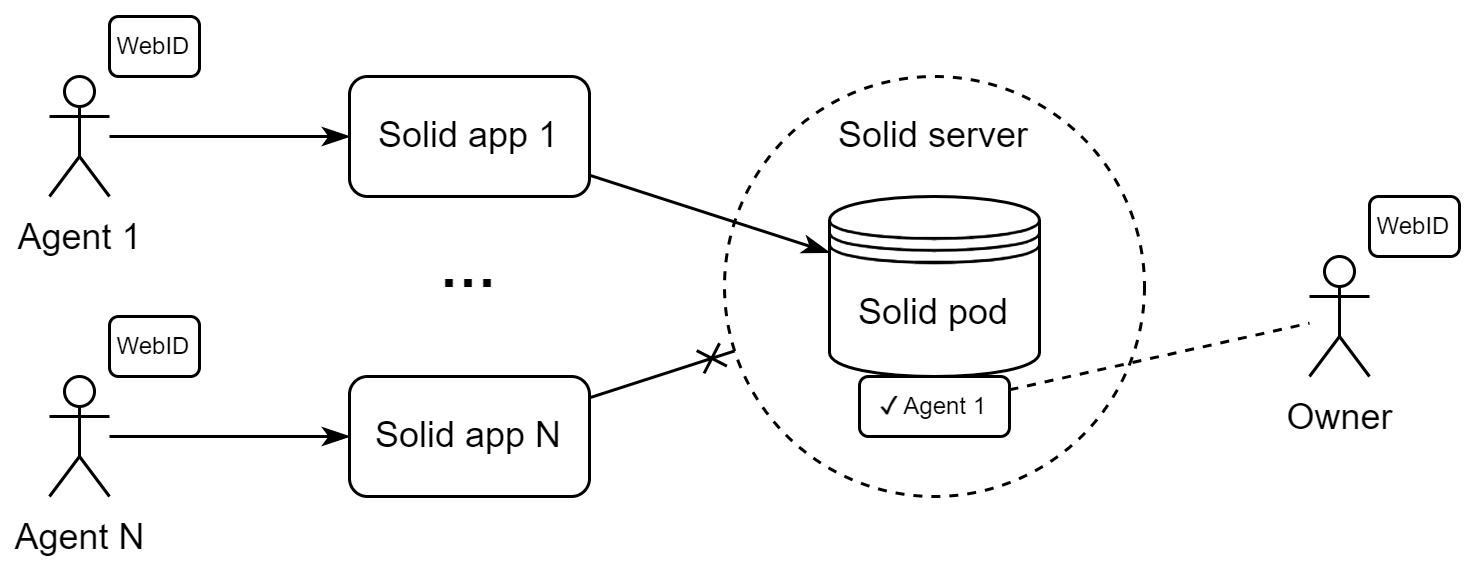 WebID
Agent 1
Solid app 1
...
WebID
Agent N
Solid app N
Solid server
Solid pod
✓ Agent 1
WebID
Owner